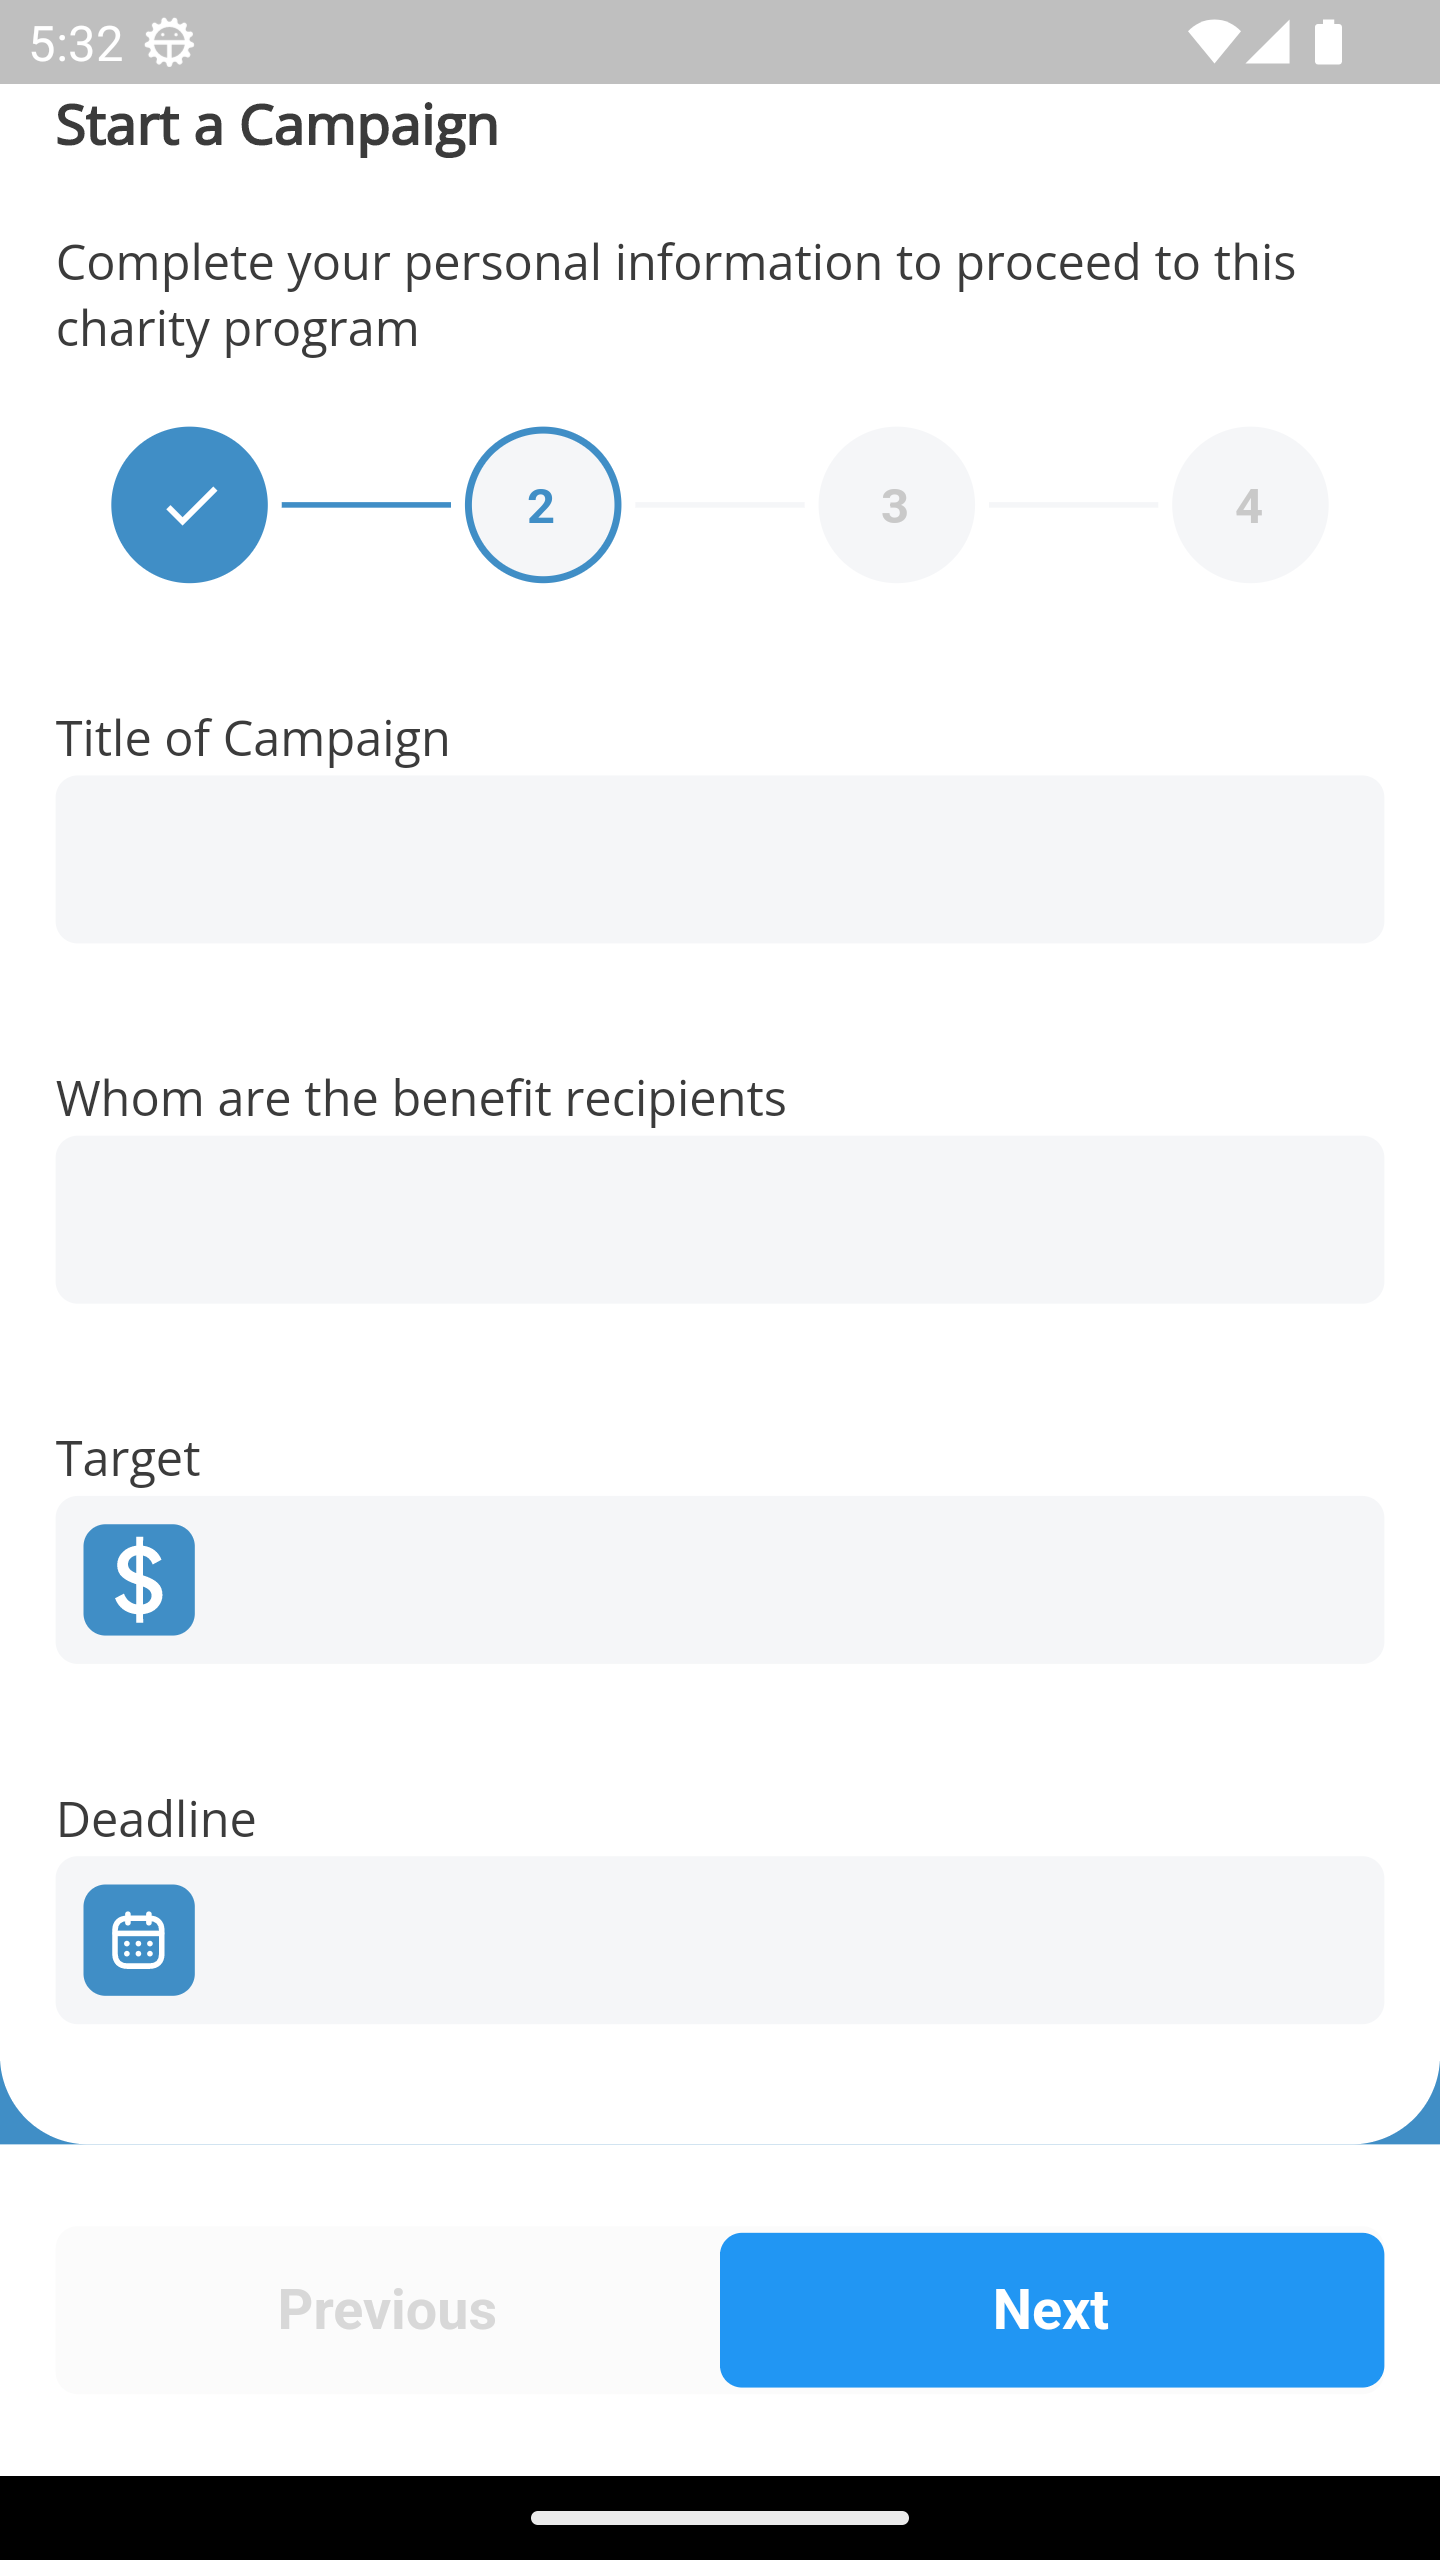 5:32
Start a Campaign
Complete your personal information to proceed to this
charity program
2
3
4
Title of Campaign
Whom are the benefit recipients
Target
$
Deadline
Previous
Next